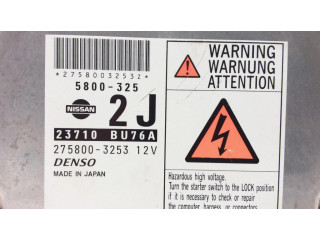 *27580032532*
5800-325
NISSAN
2J
23710 BU76A
275800-3253 12V
DENSO
MADE IN JAPAN
WARNING
WARNUNG
ATTENTION
Hazardous high voltage.
Turn the starter switch to the LOCK position
if it is necessary to check or repair
the computer, harness, or connectors.